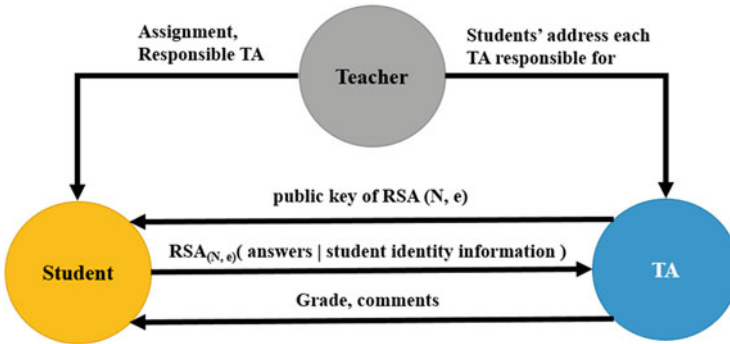 Assignment,
Responsible TA
Students’ address each
TA responsible for
Teacher
public key of RSA (N, e)
RSA(N, e)( answers | student identity information )
Student
TA
Grade, comments